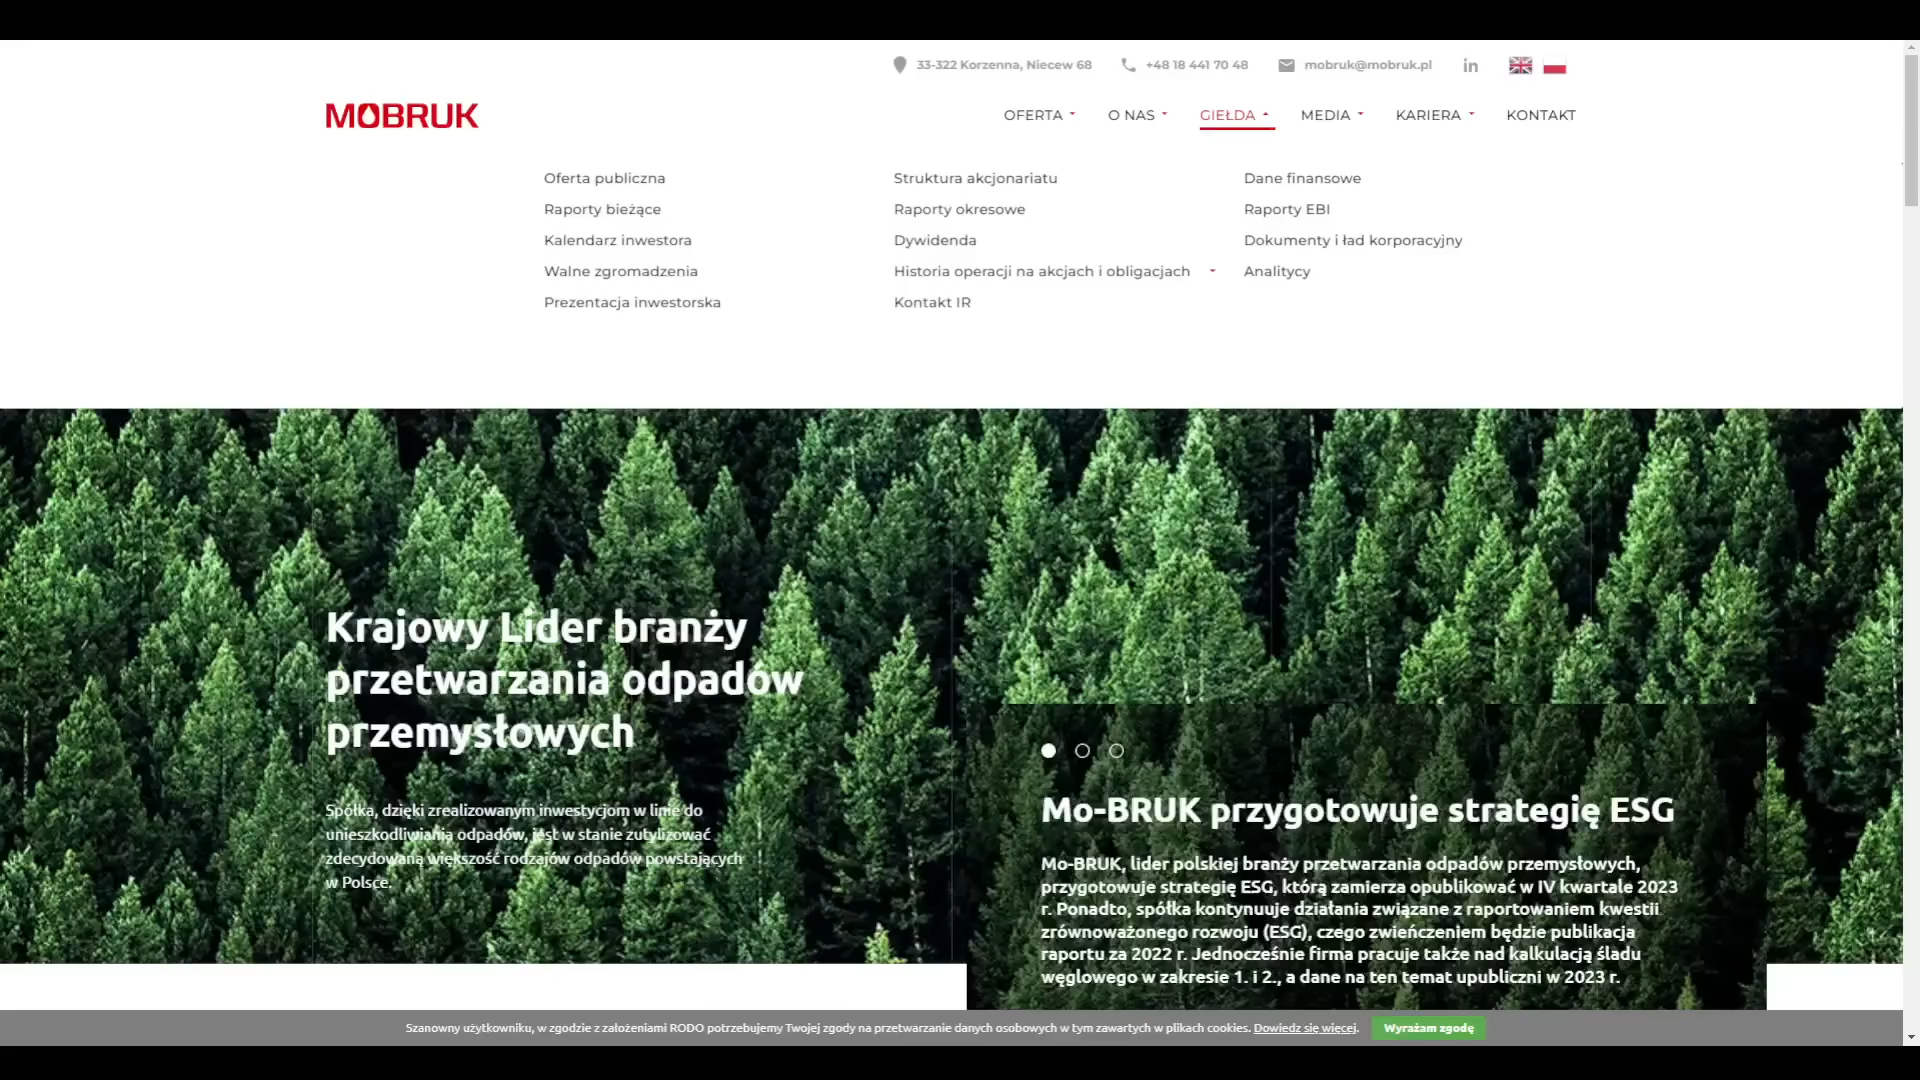 33-322 Korzenna, Niecew 68 +48 18 441 70 48 mobruk@mobruk.pl in
MOBRUK
OFERTA O NAS GIEŁDA MEDIA KARIERA KONTAKT
Oferta publiczna Struktura akcjonariatu Dane finansowe
Raporty bieżące Raporty okresowe Raporty EBI
Kalendarz inwestora Dywidenda Dokumenty i ład korporacyjny
Walne zgromadzenia Historia operacji na akcjach i obligacjach Analitycy
Prezentacja inwestorska Kontakt IR
Krajowy Lider branży
przetwarzania odpadów
przemysłowych
Spółka, dzięki zrealizowanym inwestycjom w linie do
unieszkodliwiania odpadów, jest w stanie zutylizować
zdecydowaną większość rodzajów odpadów powstających
w Polsce.
Mo-BRUK przygotowuje strategię ESG
Mo-BRUK, lider polskiej branży przetwarzania odpadów przemysłowych,
przygotowuje strategię ESG, którą zamierza opublikować w IV kwartale 2023
r. Ponadto, spółka kontynuuje działania związane z raportowaniem kwestii
zrównoważonego rozwoju (ESG), czego zwieńczeniem będzie publikacja
raportu za 2022 r. Jednocześnie firma pracuje także nad kalkulacją śladu
węglowego w zakresie 1. i 2., a dane na ten temat upubliczni w 2023 r.
Szanowny użytkowniku, w zgodzie z założeniami RODO potrzebujemy Twojej zgody na przetwarzanie danych osobowych w tym zawartych w plikach cookies. Dowiedz się więcej. Wyrażam zgodę